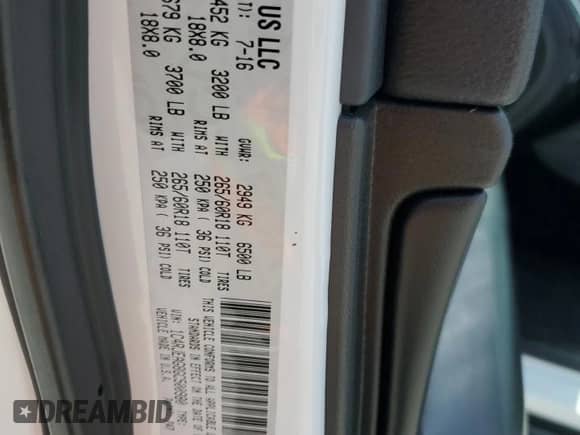 US LLC
T): 7-16
GVWR: 2949 KG 6500 LB
452 KG 3200 LB WITH 265/60R18 110T TIRES
18X8.0 RIMS AT 250 KPA ( 36 PSI) COLD
679 KG 3700 LB WITH 265/60R18 110T TIRES
18X8.0 RIMS AT 250 KPA ( 36 PSI) COLD
THIS VEHICLE CONFORMS TO ALL APPLICABLE
STANDARDS IN EFFECT ON THE DATE OF
VIN:
VEHICLE MADE IN U.S.A.
DREAMBID